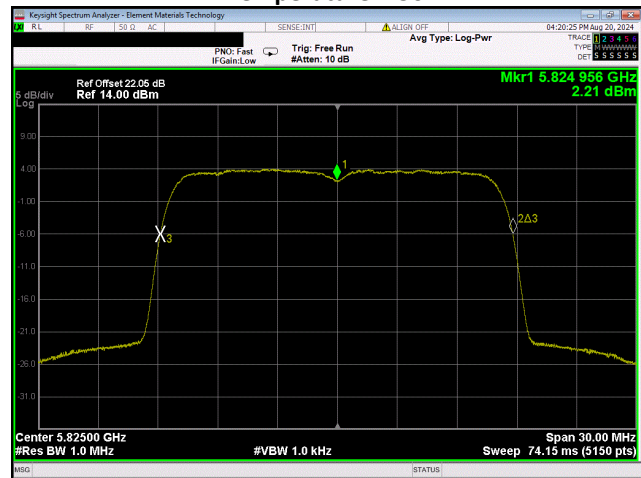 Keysight Spectrum Analyzer - Element Materials Technology
LXI RL RF 50 Ω AC SENSE:INT ALIGN OFF 04:20:25 PM Aug 20, 2024
Avg Type: Log-Pwr TRACE 1 2 3 4 5 6
PNO: Fast Trig: Free Run TYPE M WWWWW
IFGain:Low #Atten: 10 dB DET S S S S S S
Mkr1 5.824 956 GHz
Ref Offset 22.05 dB
5 dB/div Ref 14.00 dBm 2.21 dBm
Log
9.00
4.00 1
-1.00
2Δ3
-6.00 3
-11.0
-16.0
-21.0
-26.0
-31.0
Center 5.82500 GHz Span 30.00 MHz
#Res BW 1.0 MHz #VBW 1.0 kHz Sweep 74.15 ms (5150 pts)
MSG STATUS